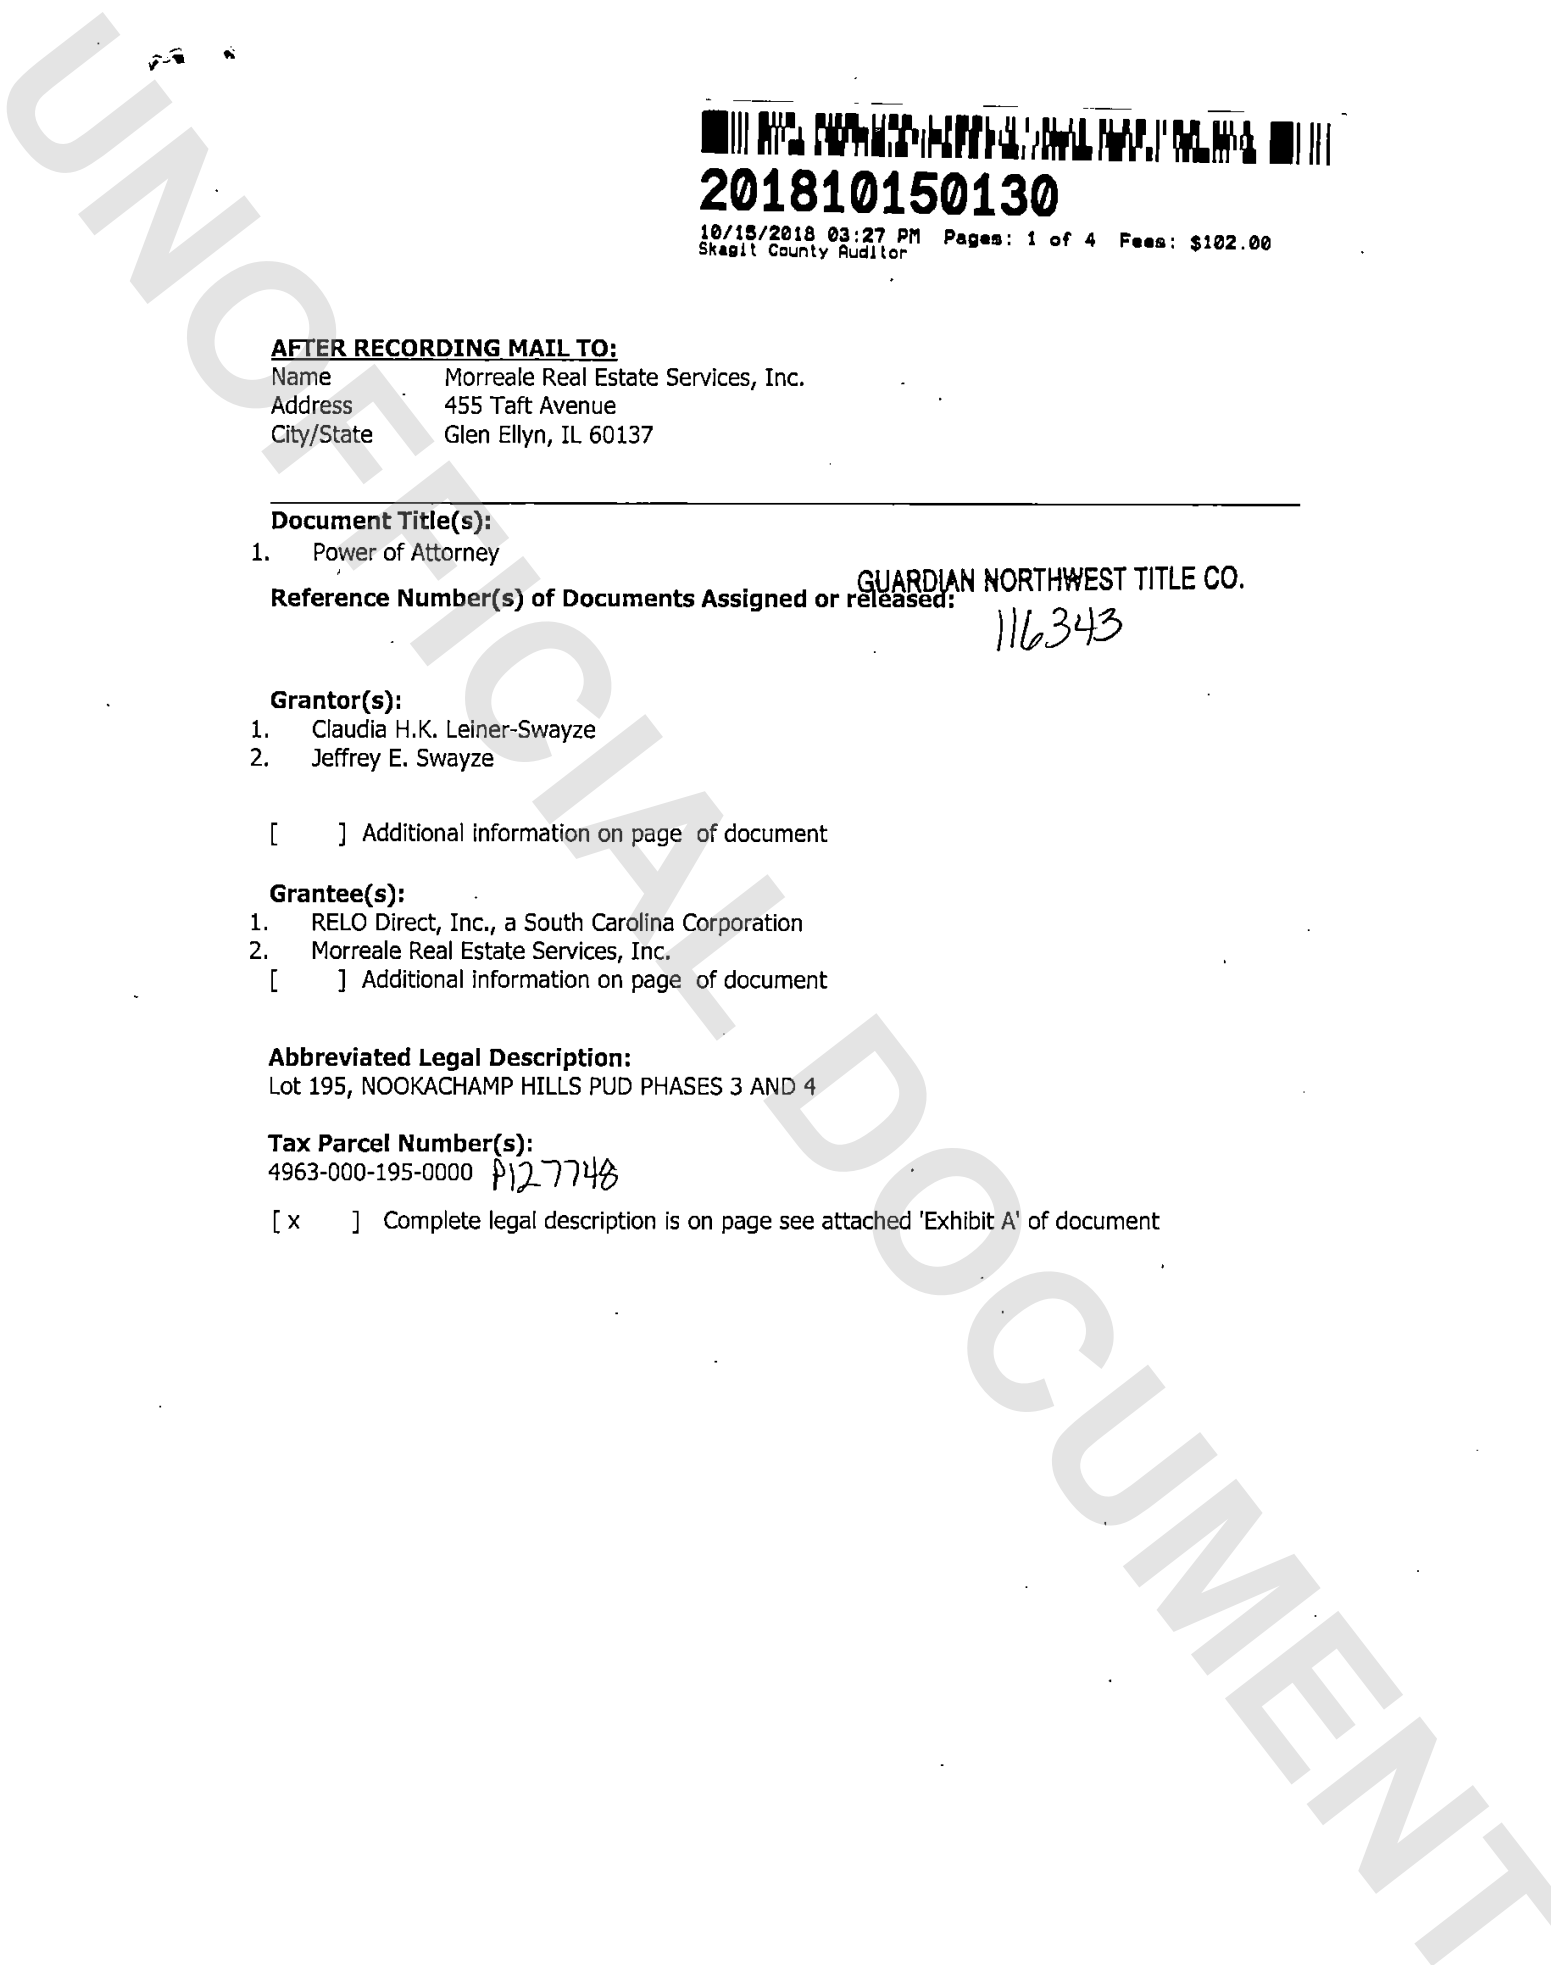 201810150130
10/15/2018 03:27 PM Pages: 1 of 4 Fees: $102.00
Skagit County Auditor
AFTER RECORDING MAIL TO:
Name Morreale Real Estate Services, Inc.
Address 455 Taft Avenue
City/State Glen Ellyn, IL 60137
Document Title(s):
1. Power of Attorney
GUARDIAN NORTHWEST TITLE CO.
Reference Number(s) of Documents Assigned or released:
116343
Grantor(s):
1. Claudia H.K. Leiner-Swayze
2. Jeffrey E. Swayze
[ ] Additional information on page of document
Grantee(s):
1. RELO Direct, Inc., a South Carolina Corporation
2. Morreale Real Estate Services, Inc.
[ ] Additional information on page of document
Abbreviated Legal Description:
Lot 195, NOOKACHAMP HILLS PUD PHASES 3 AND 4
Tax Parcel Number(s):
4963-000-195-0000 P127748
[ x ] Complete legal description is on page see attached 'Exhibit A' of document
UNOFFICIAL DOCUMENT